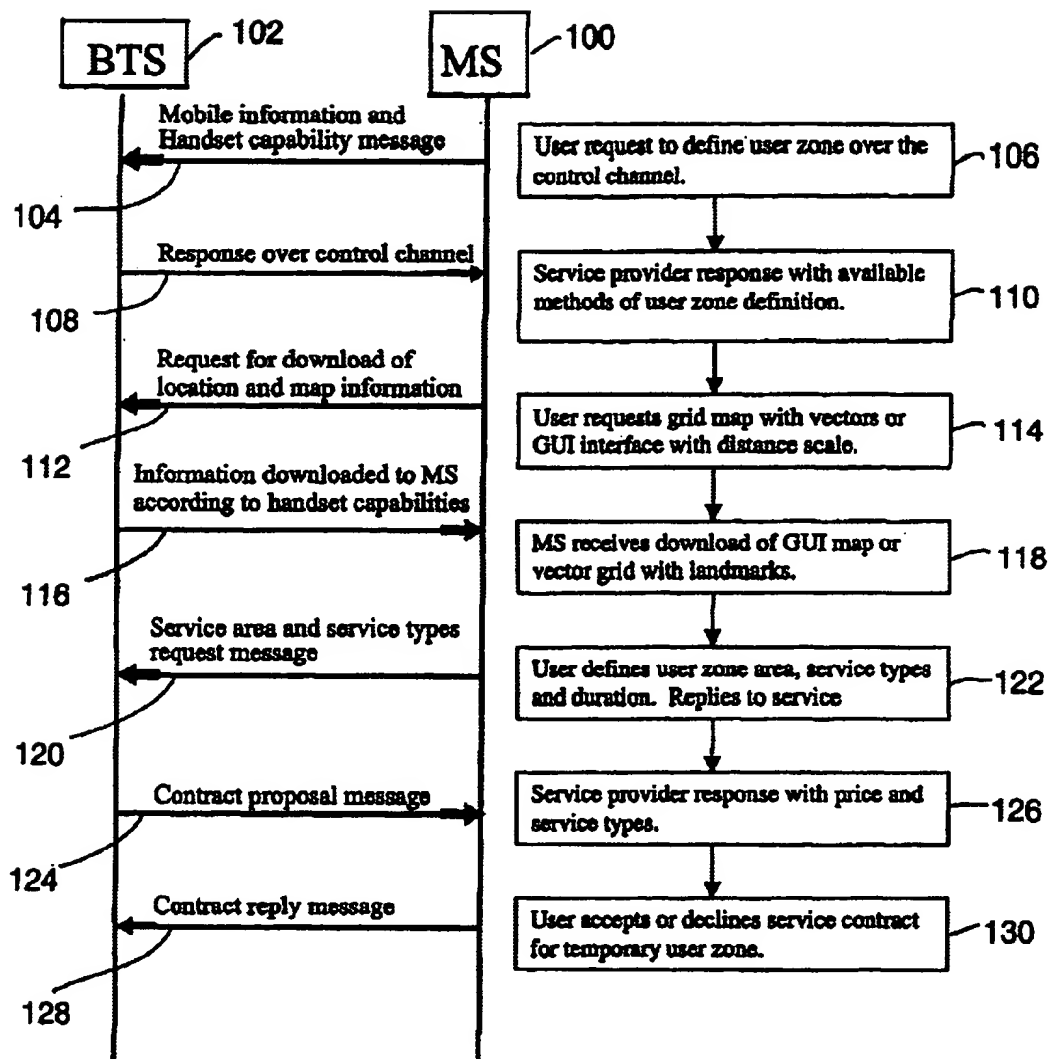 BTS
102
MS
100
Mobile information and
Handset capability message
104
User request to define user zone over the
control channel.
106
Response over control channel
108
Service provider response with available
methods of user zone definition.
110
Request for download of
location and map information
112
User requests grid map with vectors or
GUI interface with distance scale.
114
Information downloaded to MS
according to handset capabilities
116
MS receives download of GUI map or
vector grid with landmarks.
118
Service area and service types
request message
120
User defines user zone area, service types
and duration. Replies to service
122
Contract proposal message
124
Service provider response with price and
service types.
126
Contract reply message
128
User accepts or declines service contract
for temporary user zone.
130